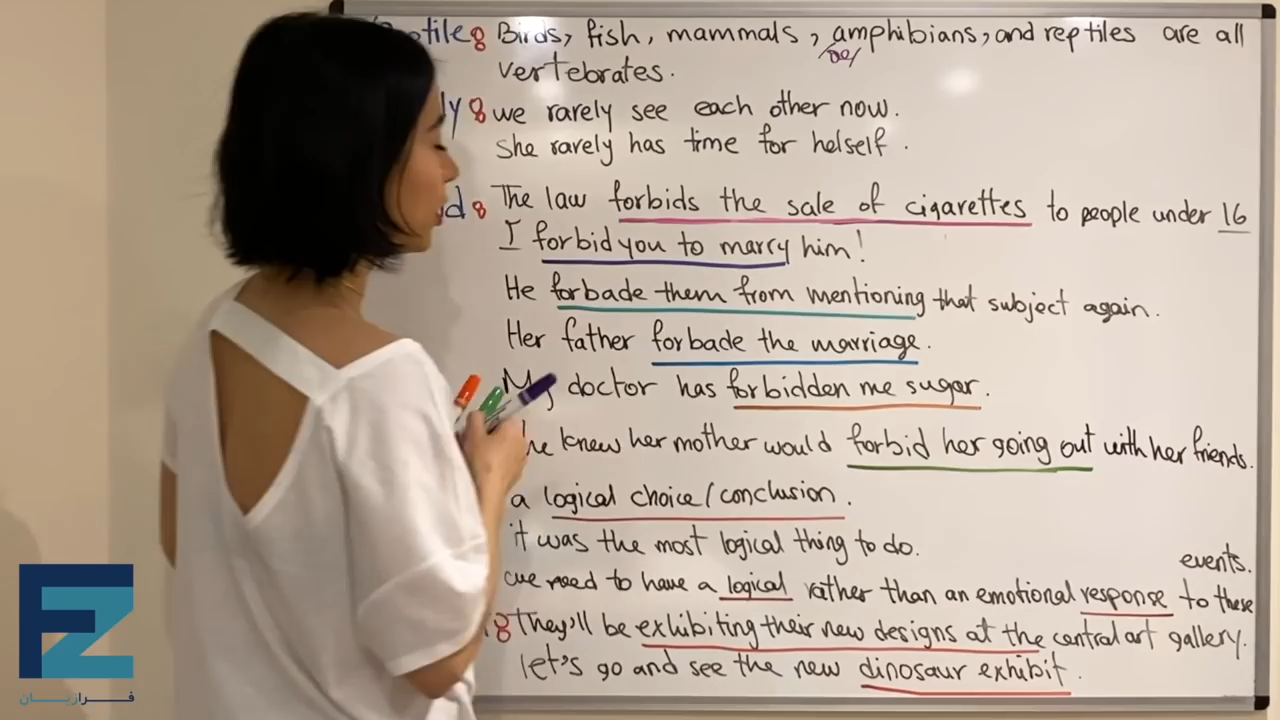 tile: Birds, fish, mammals, amphibians, and reptiles are all
/ɒe/
vertebrates.
y: we rarely see each other now.
She rarely has time for helself.
d: The law forbids the sale of cigarettes to people under 16
I forbid you to marry him!
He forbade them from mentioning that subject again.
Her father forbade the marriage.
My doctor has forbidden me sugar.
he knew her mother would forbid her going out with her friends.
a logical choice/conclusion.
it was the most logical thing to do.
events.
we need to have a logical rather than an emotional response to these
: They'll be exhibiting their new designs at the central art gallery.
let's go and see the new dinosaur exhibit.
FZ
فرازبان